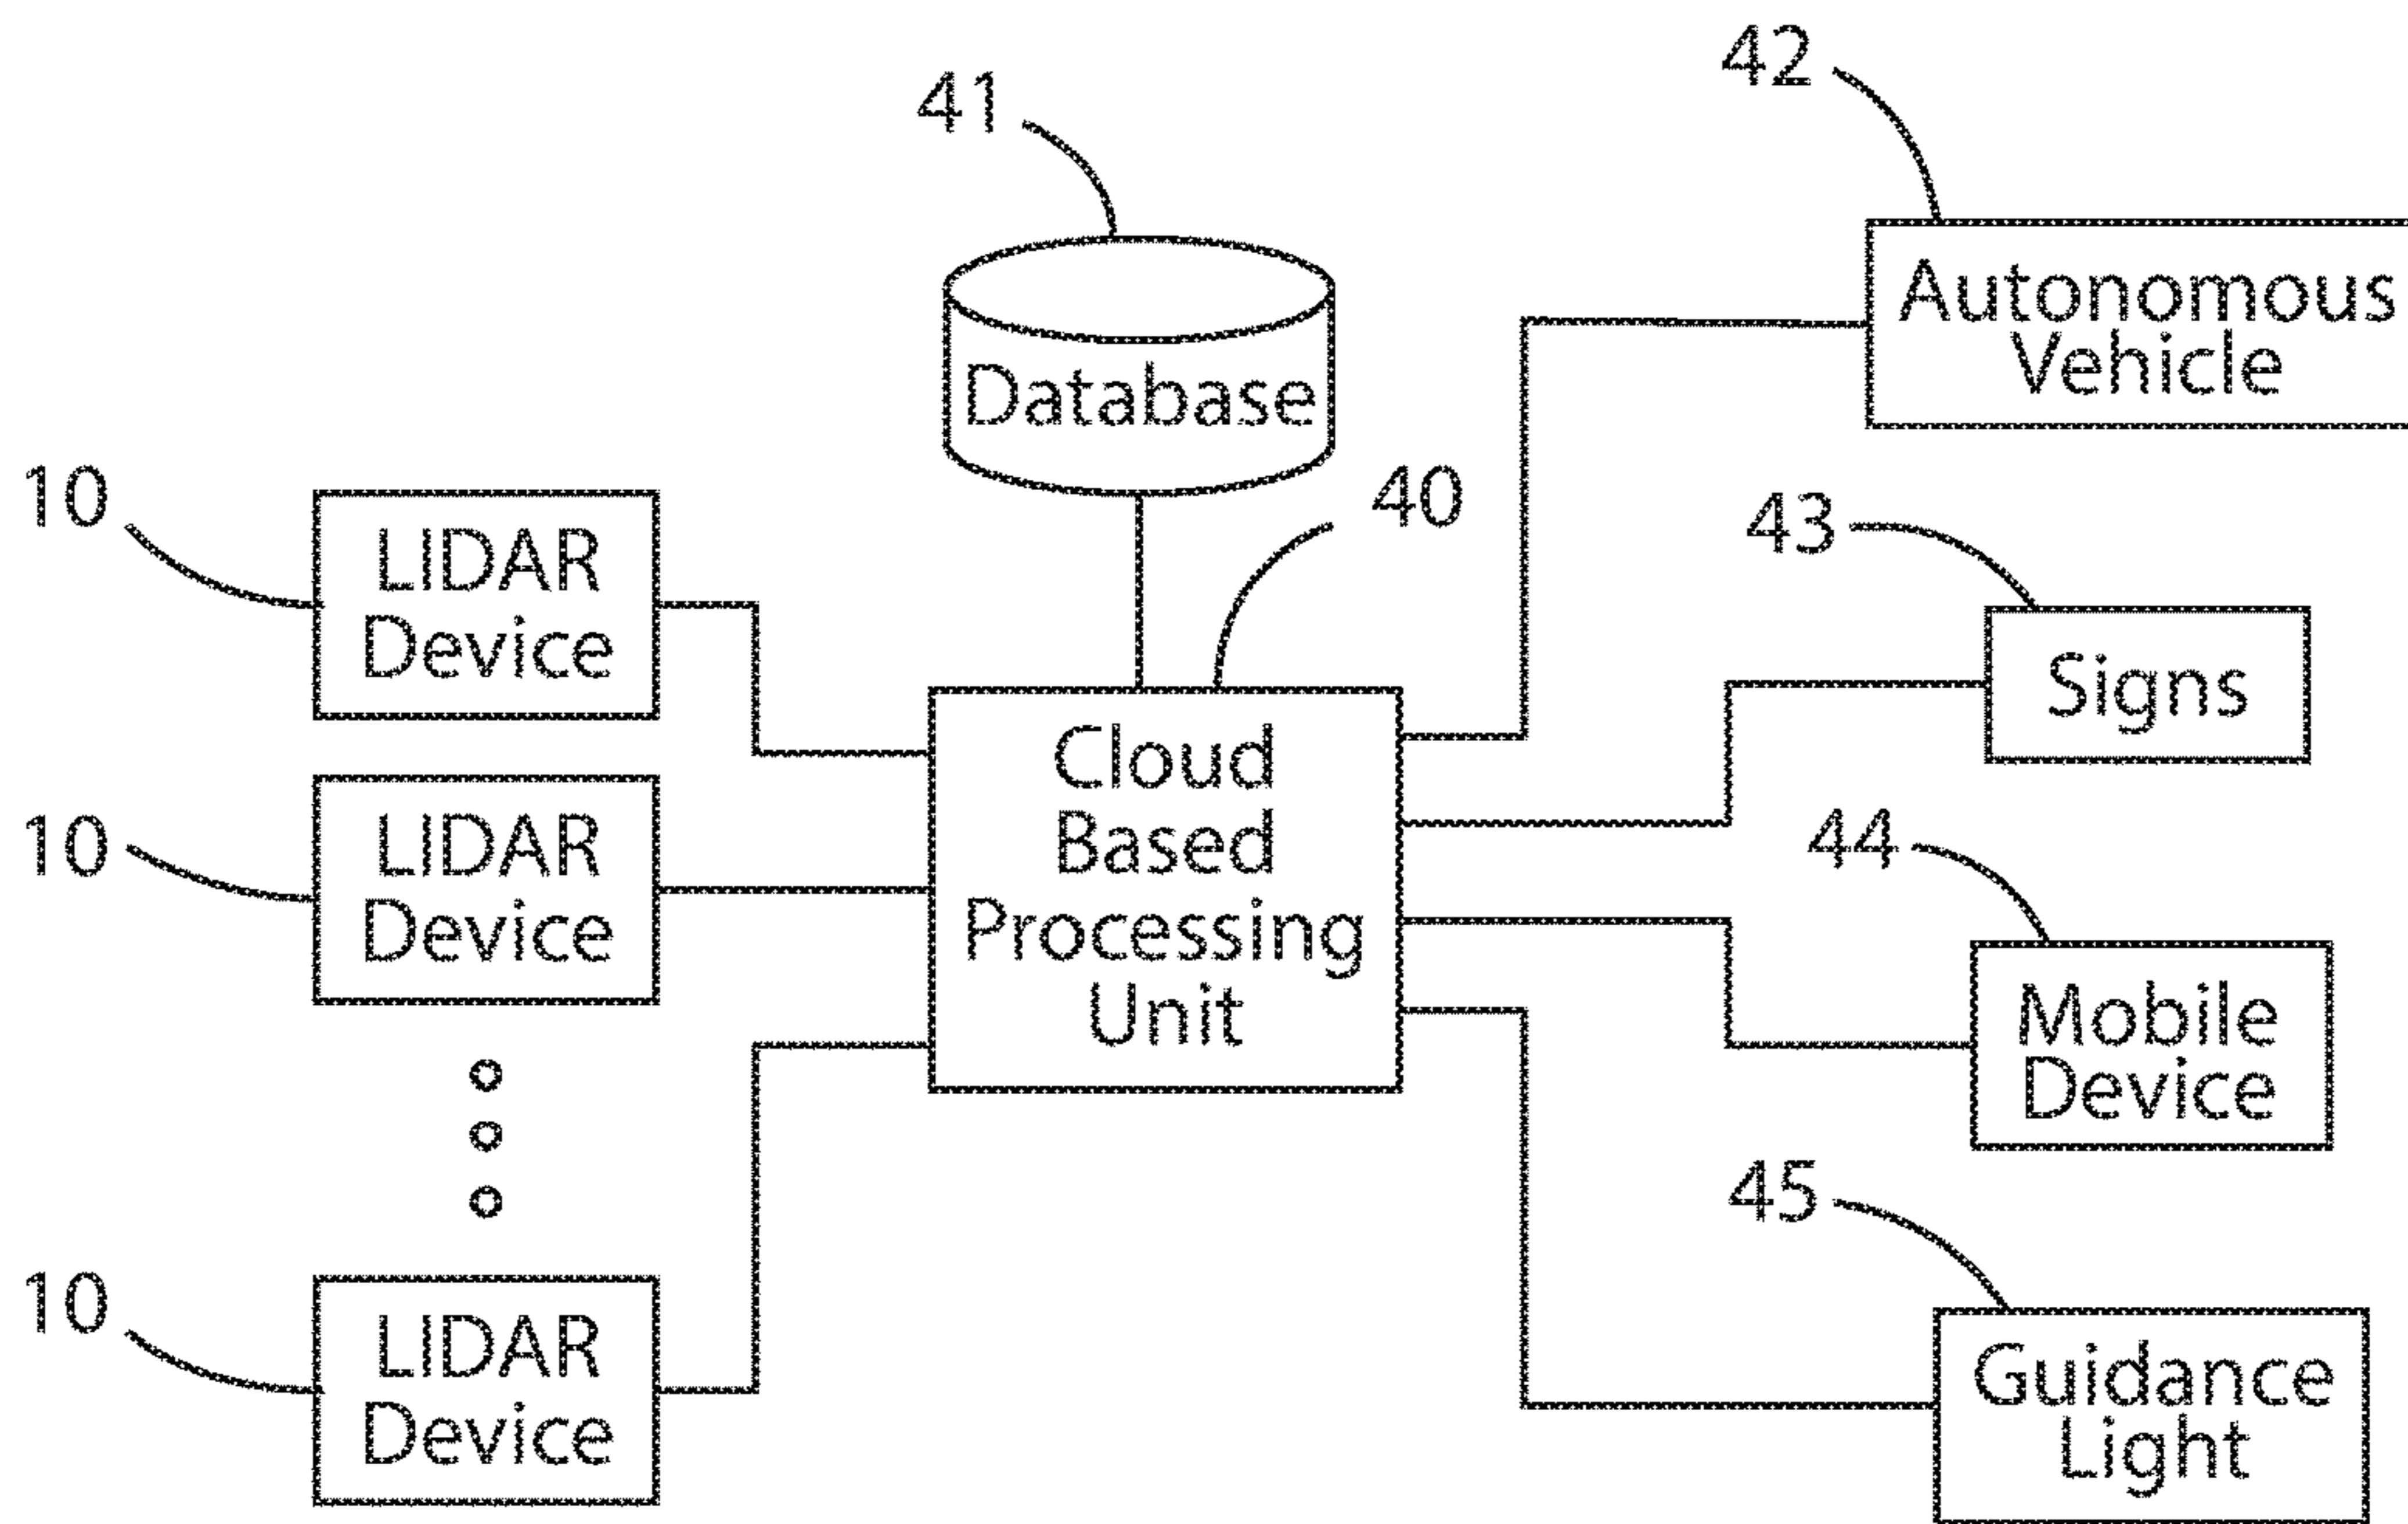 41
42
Database
Autonomous
Vehicle
10
LIDAR
Device
40
43
Signs
10
LIDAR
Device
Cloud
Based
Processing
Unit
44
Mobile
Device
10
LIDAR
Device
45
Guidance
Light